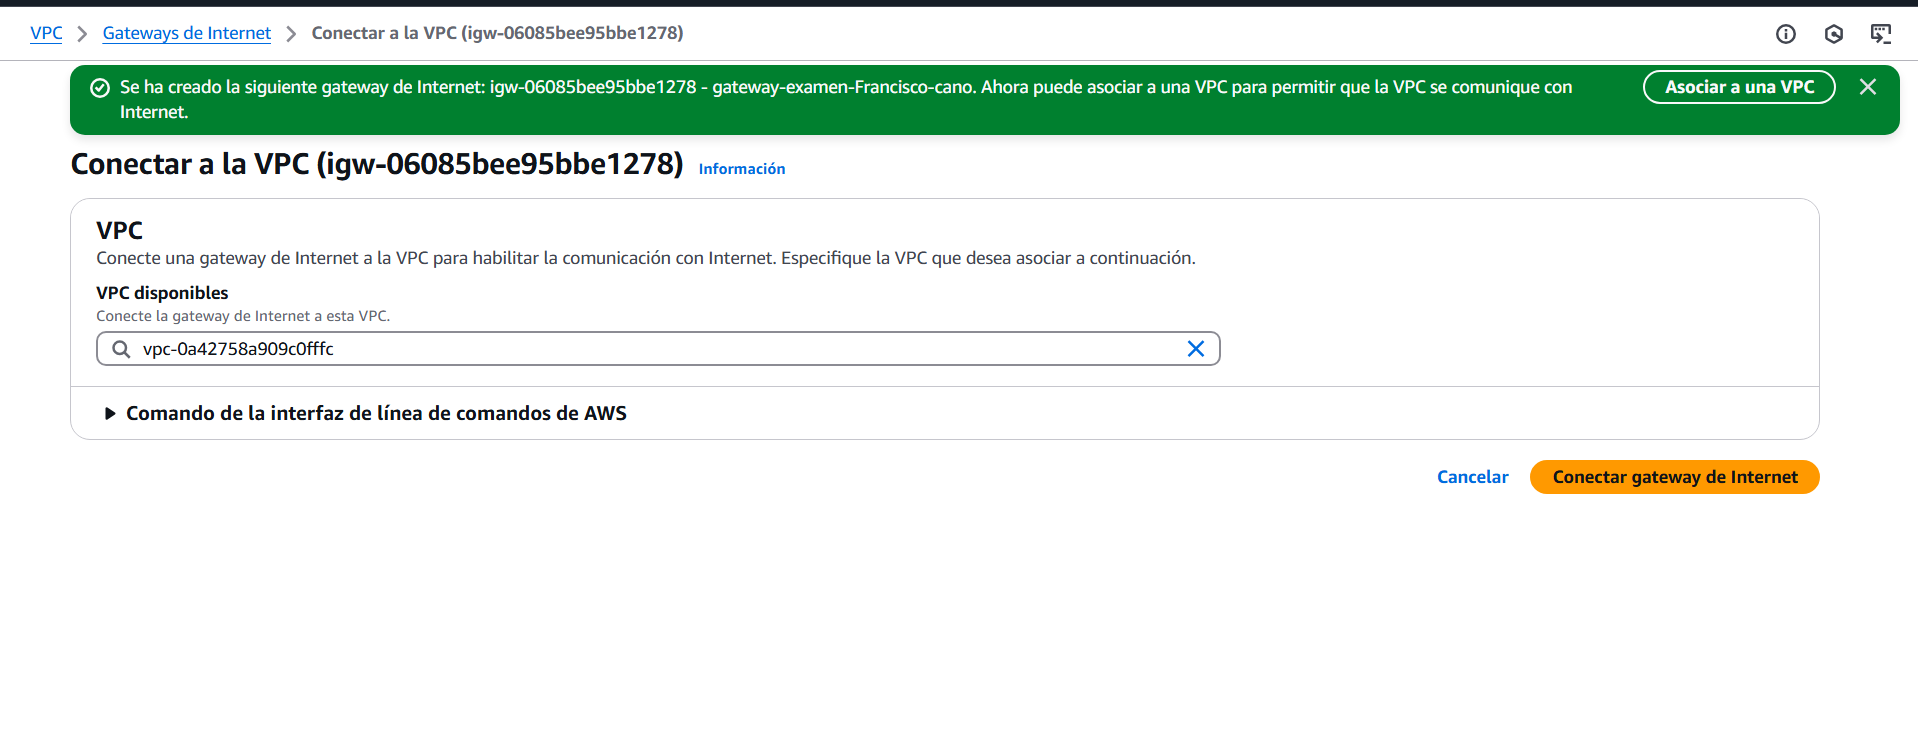 VPC > Gateways de Internet > Conectar a la VPC (igw-06085bee95bbe1278)
Se ha creado la siguiente gateway de Internet: igw-06085bee95bbe1278 - gateway-examen-Francisco-cano. Ahora puede asociar a una VPC para permitir que la VPC se comunique con
Internet.
Asociar a una VPC
Conectar a la VPC (igw-06085bee95bbe1278) Información
VPC
Conecte una gateway de Internet a la VPC para habilitar la comunicación con Internet. Especifique la VPC que desea asociar a continuación.
VPC disponibles
Conecte la gateway de Internet a esta VPC.
vpc-0a42758a909c0fffc
Comando de la interfaz de línea de comandos de AWS
Cancelar Conectar gateway de Internet